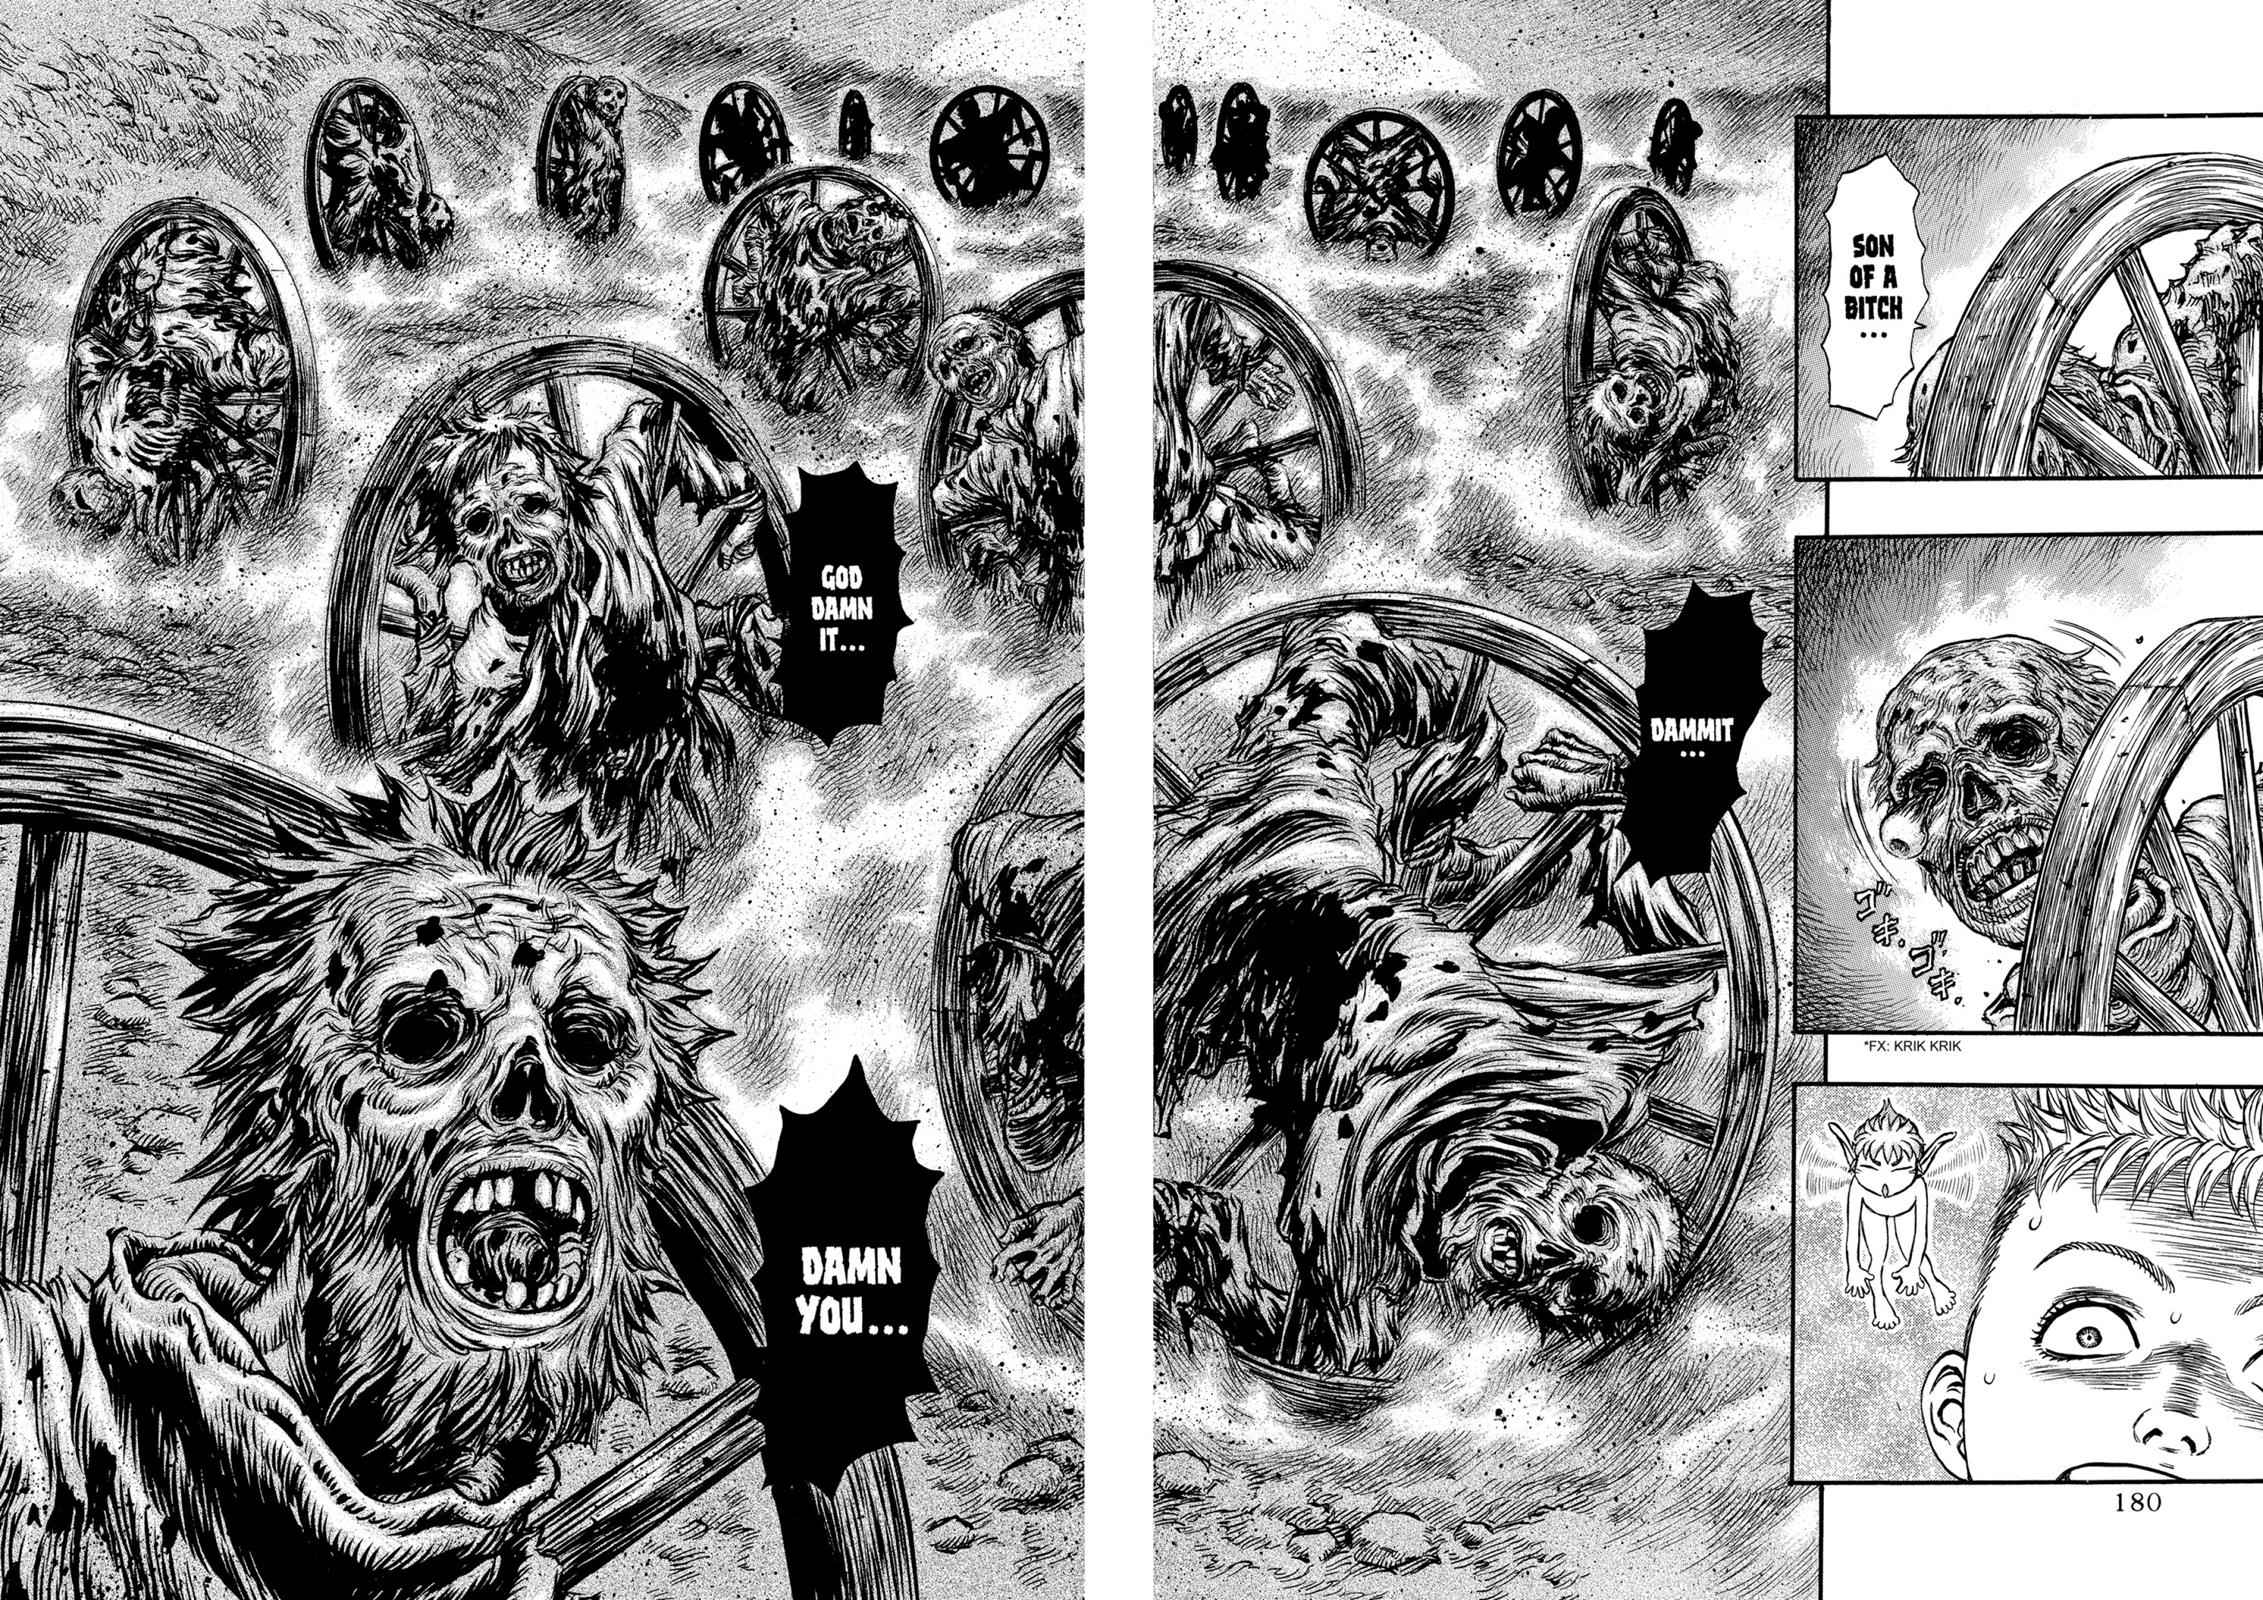 SON
OF A
BITCH
...
ゴキ.ゴキ.
*FX: KRIK KRIK
180
DAMMIT
...
GOD
DAMN
IT...
DAMN
YOU...